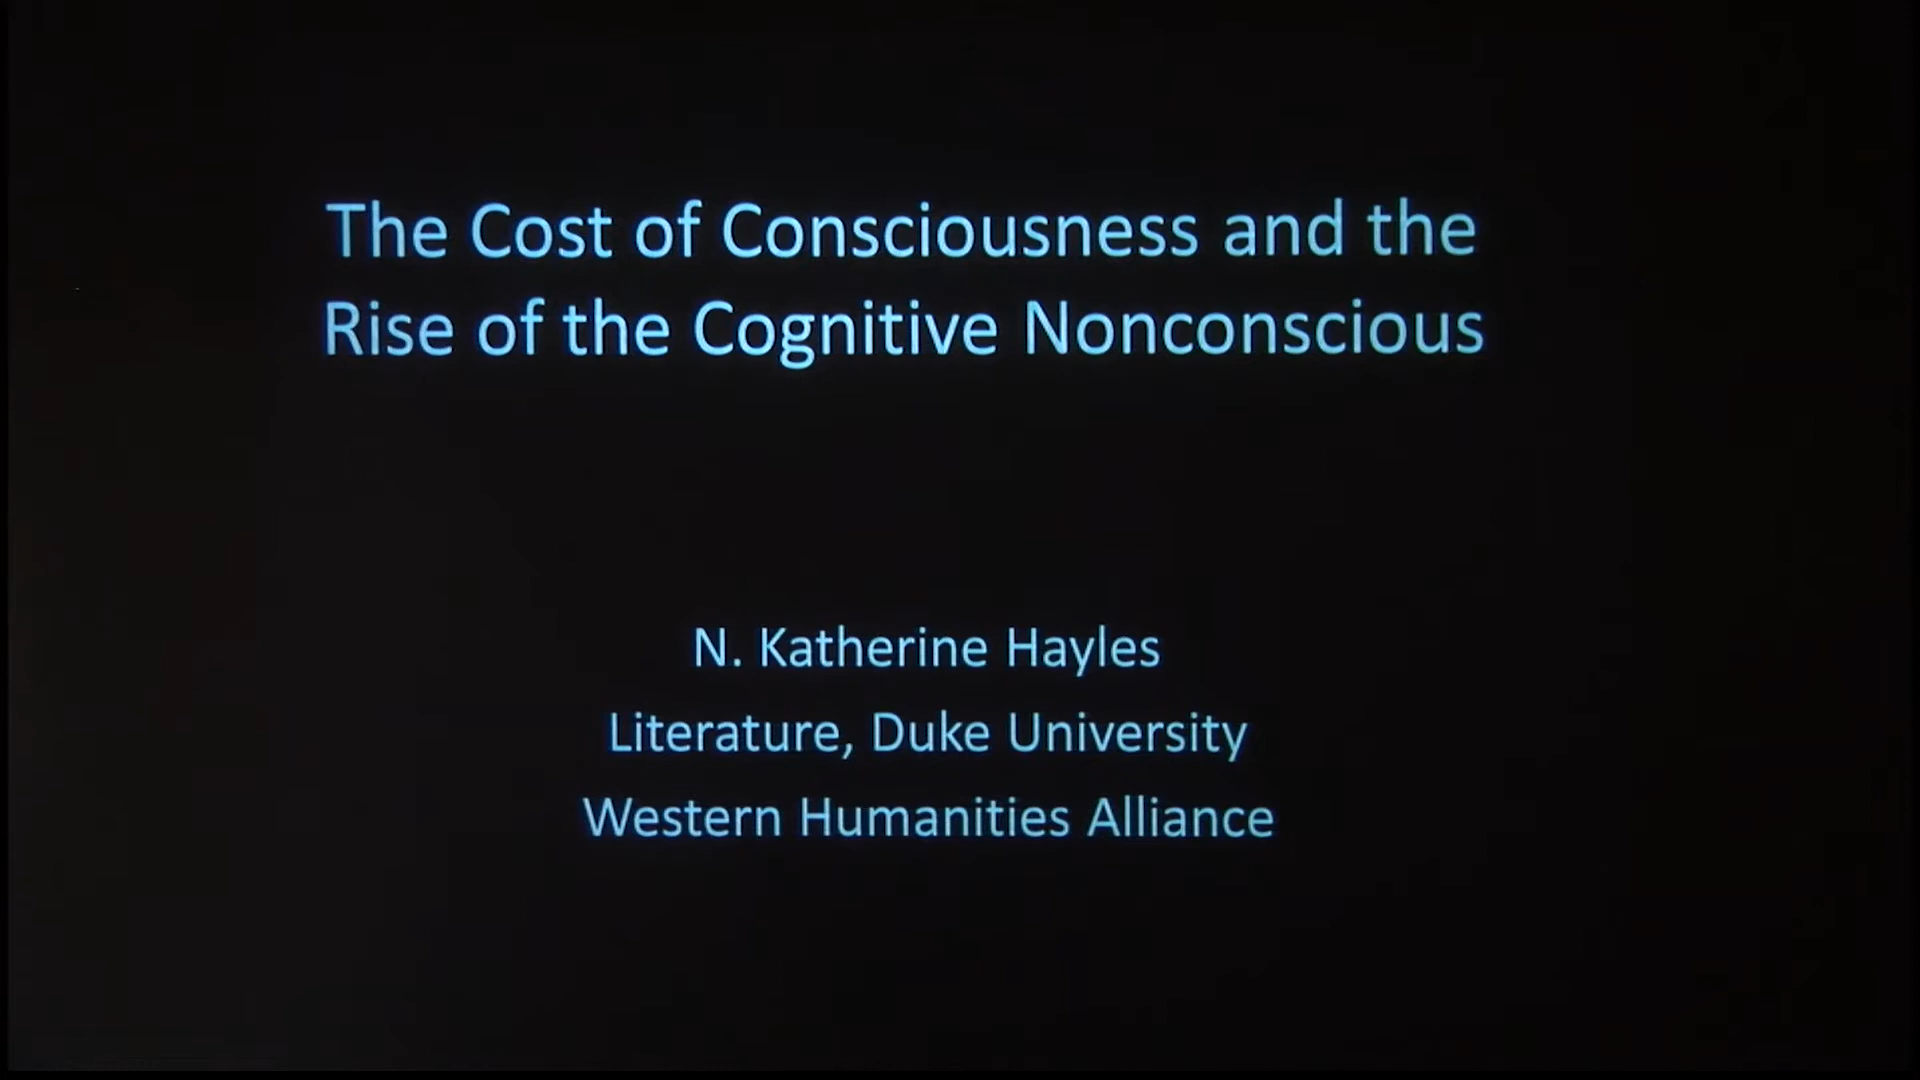 The Cost of Consciousness and the
Rise of the Cognitive Nonconscious
N. Katherine Hayles
Literature, Duke University
Western Humanities Alliance